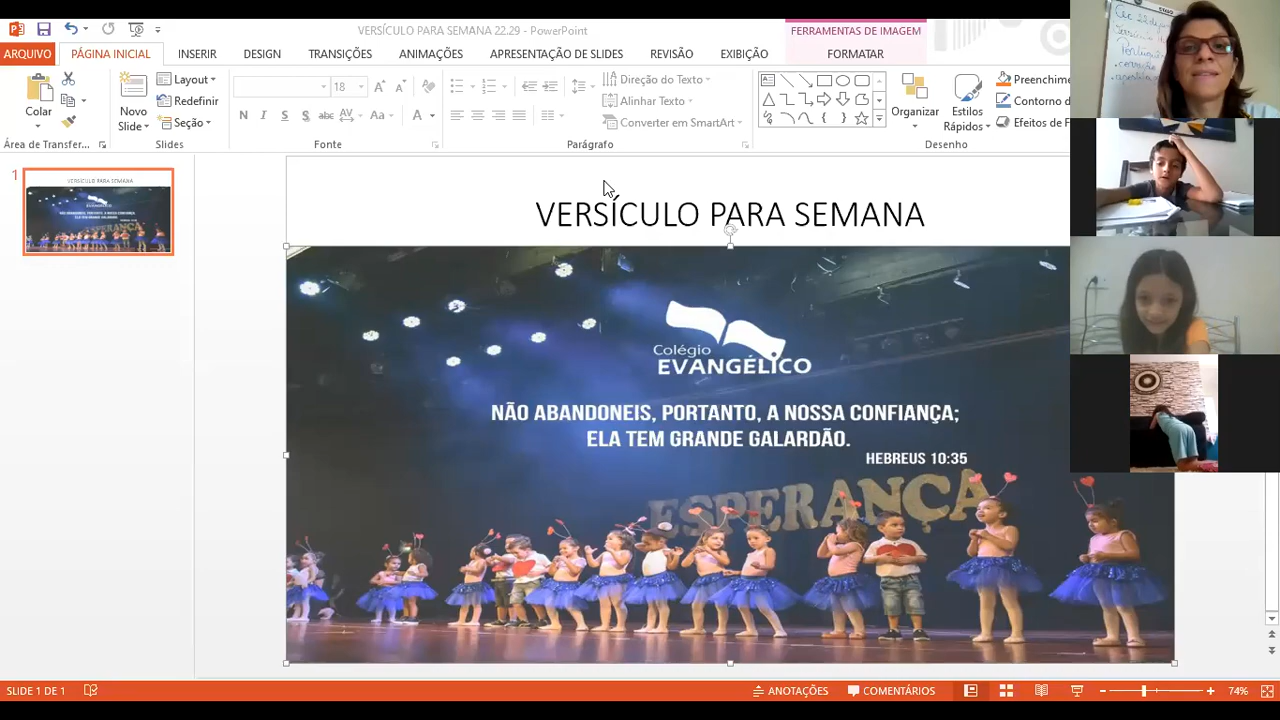 VERSÍCULO PARA SEMANA 22.29 - PowerPoint
FERRAMENTAS DE IMAGEM
ARQUIVO PÁGINA INICIAL INSERIR DESIGN TRANSIÇÕES ANIMAÇÕES APRESENTAÇÃO DE SLIDES REVISÃO EXIBIÇÃO FORMATAR
Colar
Novo
Slide
Layout
Redefinir
Seção
18
Direção do Texto
Alinhar Texto
Converter em SmartArt
Organizar
Estilos
Rápidos
Preenchime
Contorno d
Efeitos de F
Área de Transfer... Slides Fonte Parágrafo Desenho
1
VERSÍCULO PARA SEMANA
Colégio
EVANGÉLICO
NÃO ABANDONEIS, PORTANTO, A NOSSA CONFIANÇA;
ELA TEM GRANDE GALARDÃO.
HEBREUS 10:35
ESPERANÇA
SLIDE 1 DE 1 ANOTAÇÕES COMENTÁRIOS 74%